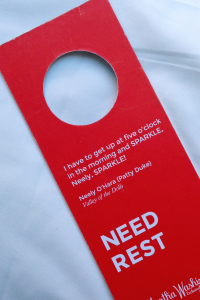 I have to get up at five o'clock
in the morning and SPARKLE.
Neely, SPARKLE!
Neely O'Hara (Patty Duke)
Valley of the Dolls
NEED
REST